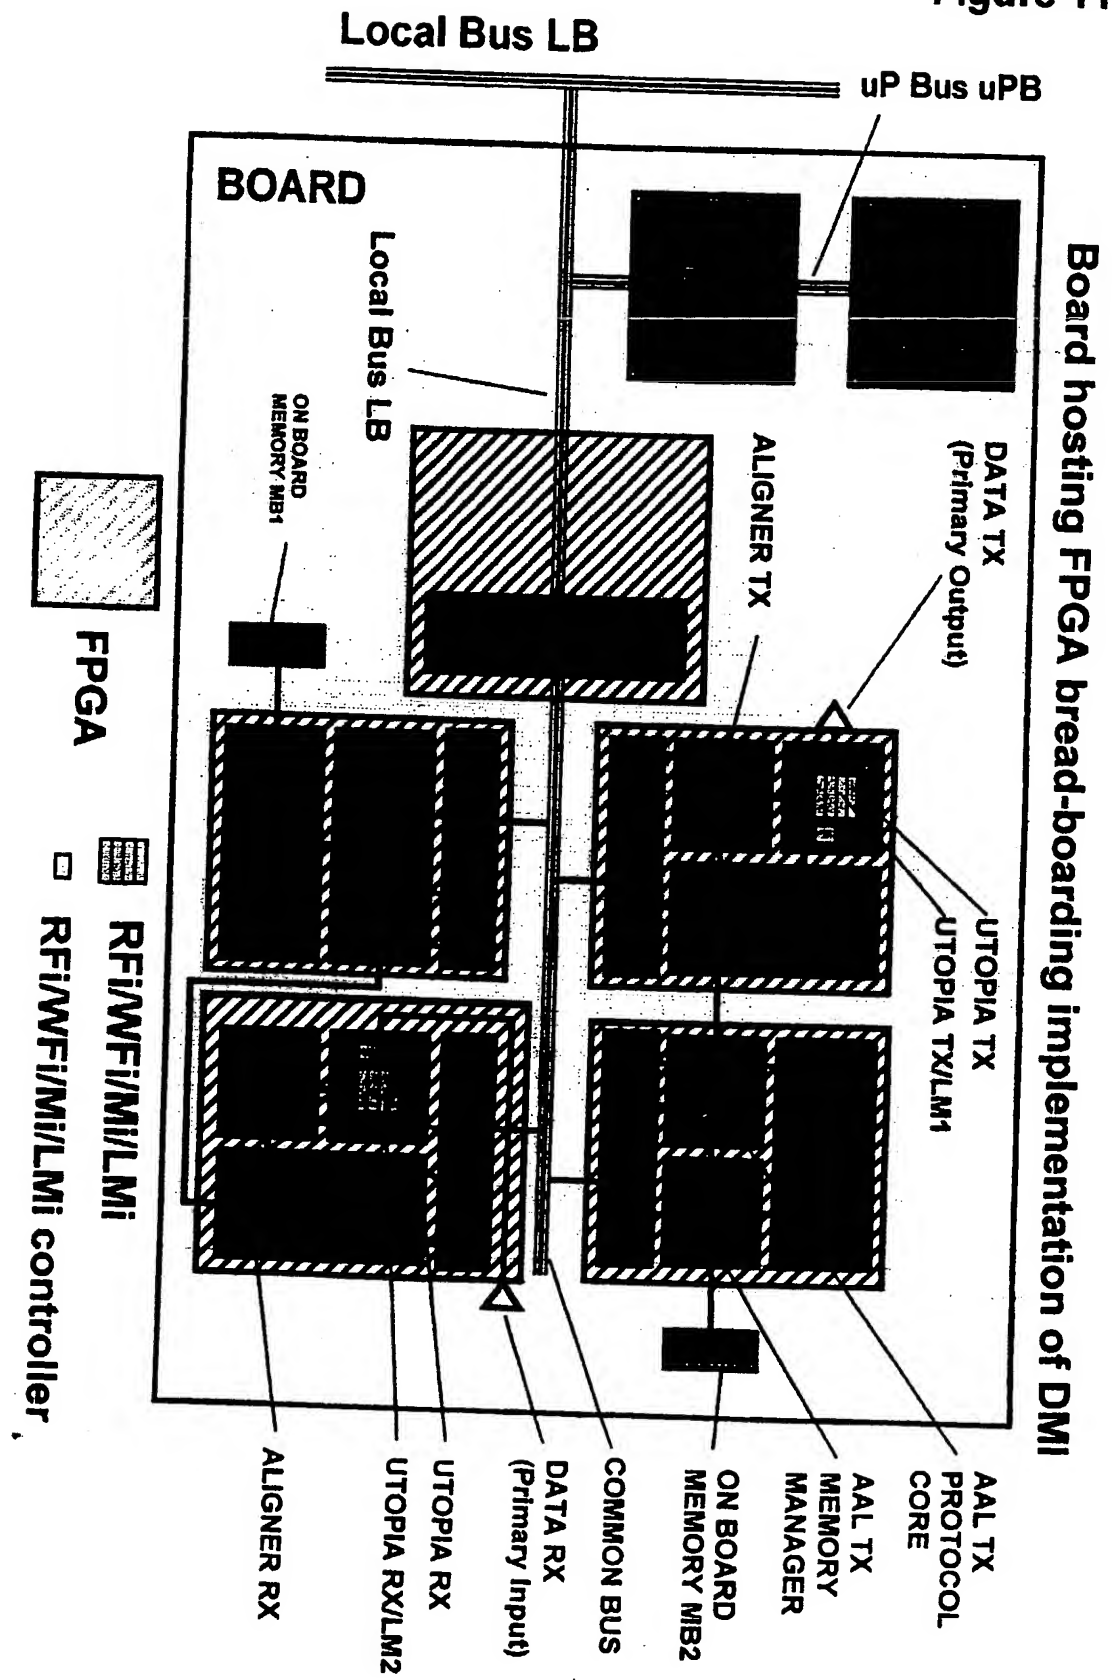 Board hosting FPGA bread-boarding implementation of DMI
Local Bus LB
uP Bus uPB
BOARD
Local Bus LB
DATA TX
(Primary Output)
ALIGNER TX
UTOPIA TX
UTOPIA TX/LM1
ON BOARD
MEMORY MB1
AAL TX
PROTOCOL
CORE
AAL TX
MEMORY
MANAGER
ON BOARD
MEMORY MB2
COMMON BUS
DATA RX
(Primary Input)
UTOPIA RX
UTOPIA RX/LM2
ALIGNER RX
FPGA
RFi/WFi/Mi/LMi
RFi/WFi/Mi/LMi controller